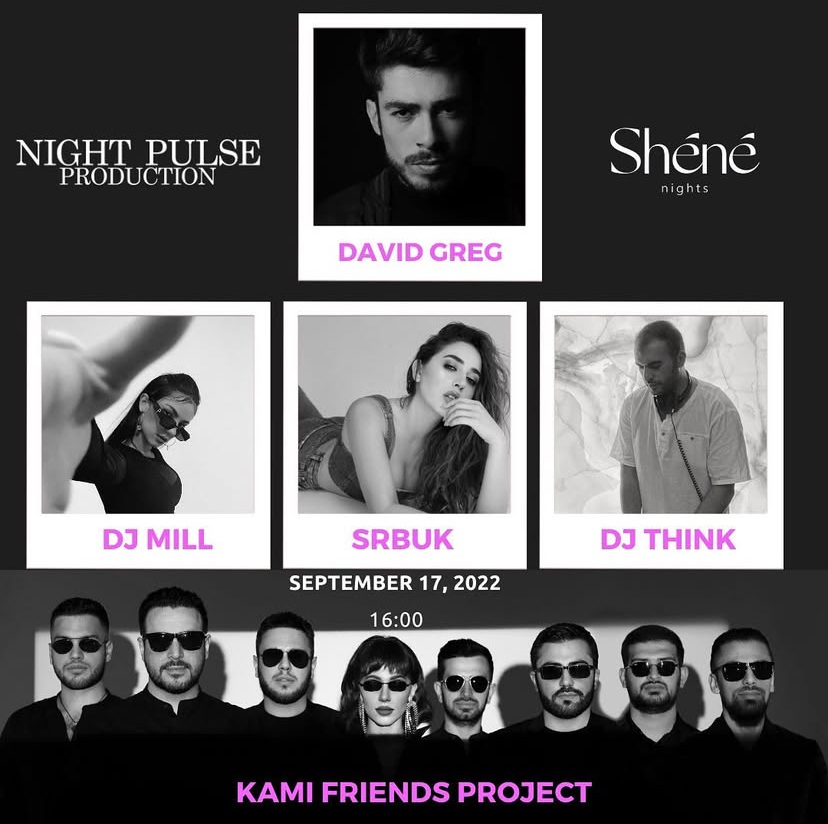 NIGHT PULSE
PRODUCTION
Shéné
nights
DAVID GREG
DJ MILL
SRBUK
DJ THINK
SEPTEMBER 17, 2022
16:00
KAMI FRIENDS PROJECT